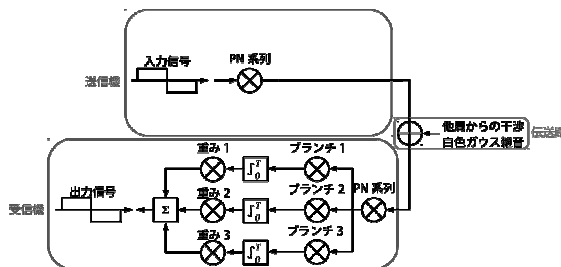 入力信号
PN 系列
送信機
他局からの干渉
白色ガウス雑音
伝送路
重み 1
ブランチ 1
出力信号
重み 2
ブランチ 2
PN 系列
受信機
Σ
∫ T 0
∫ T 0
∫ T 0
重み 3
ブランチ 3